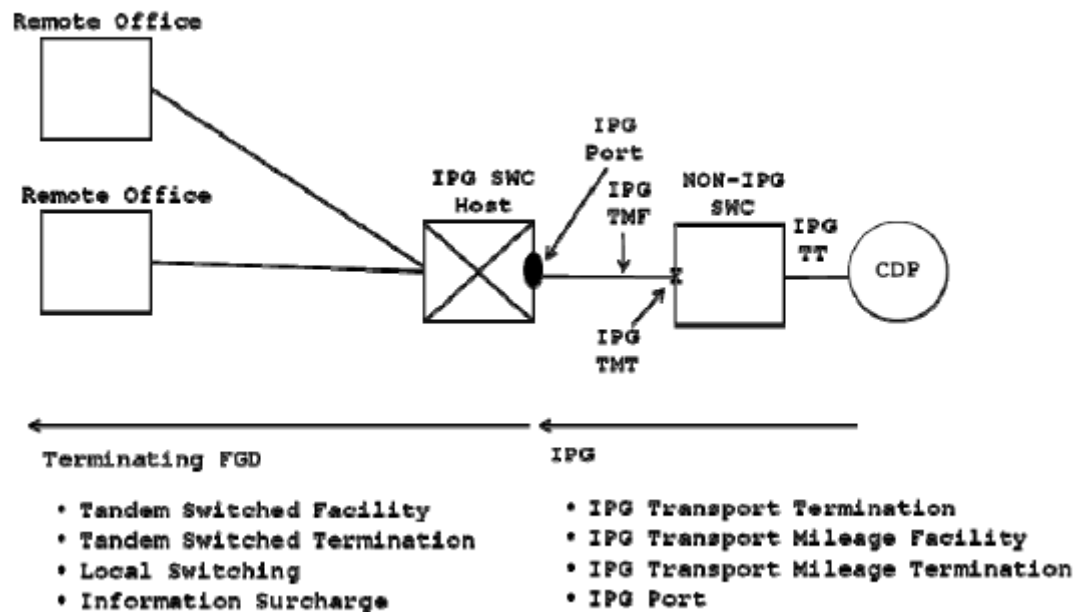 Remote Office
Remote Office
IPG SWC
Host
IPG
Port
IPG
TMF
IPG
TMT
NON-IPG
SWC
IPG
TT
CDP
Terminating FGD
• Tandem Switched Facility
• Tandem Switched Termination
• Local Switching
• Information Surcharge
IPG
• IPG Transport Termination
• IPG Transport Mileage Facility
• IPG Transport Mileage Termination
• IPG Port